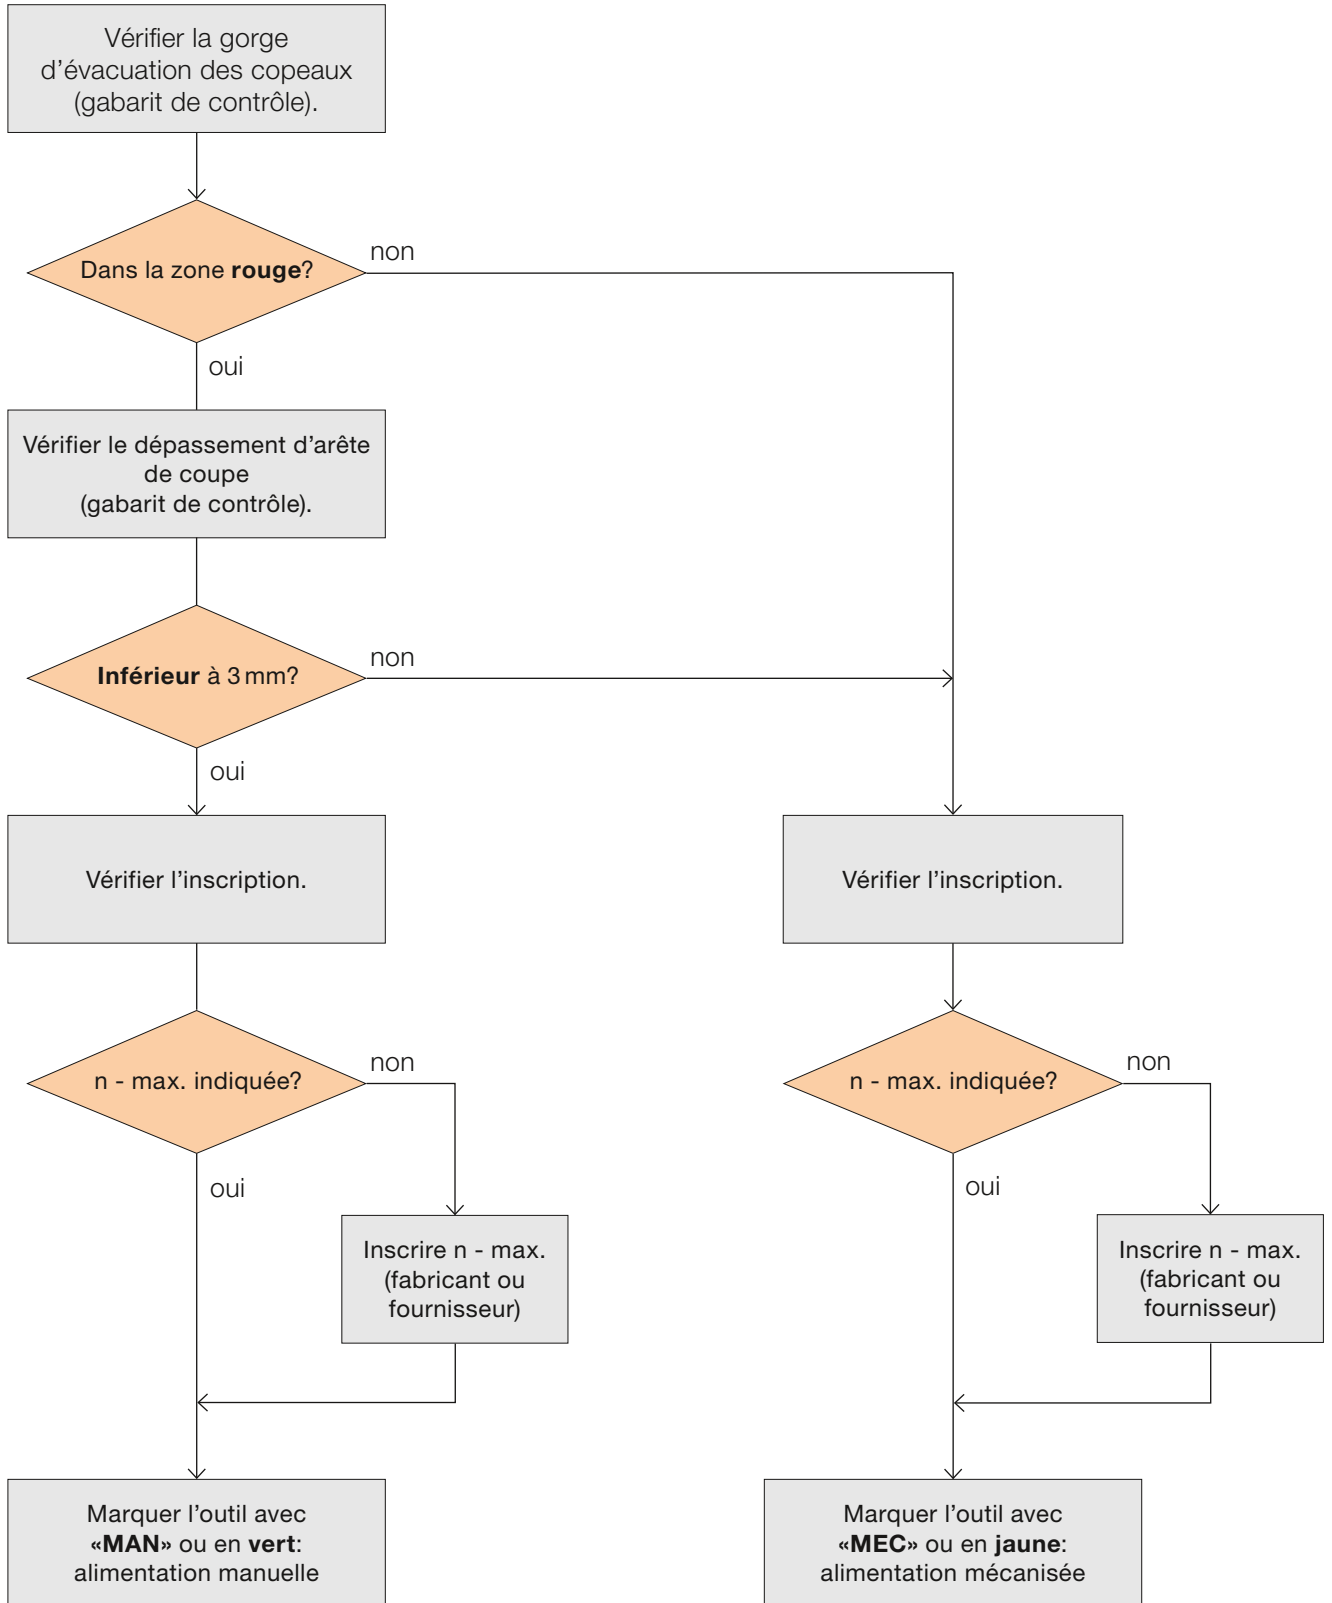 Vérifier la gorge
d’évacuation des copeaux
(gabarit de contrôle).
Dans la zone rouge?
non
oui
Vérifier le dépassement d’arête
de coupe
(gabarit de contrôle).
Inférieur à 3 mm?
non
oui
Vérifier l’inscription.
Vérifier l’inscription.
n - max. indiquée?
non
oui
Inscrire n - max.
(fabricant ou
fournisseur)
n - max. indiquée?
non
oui
Inscrire n - max.
(fabricant ou
fournisseur)
Marquer l’outil avec
«MAN» ou en vert:
alimentation manuelle
Marquer l’outil avec
«MEC» ou en jaune:
alimentation mécanisée